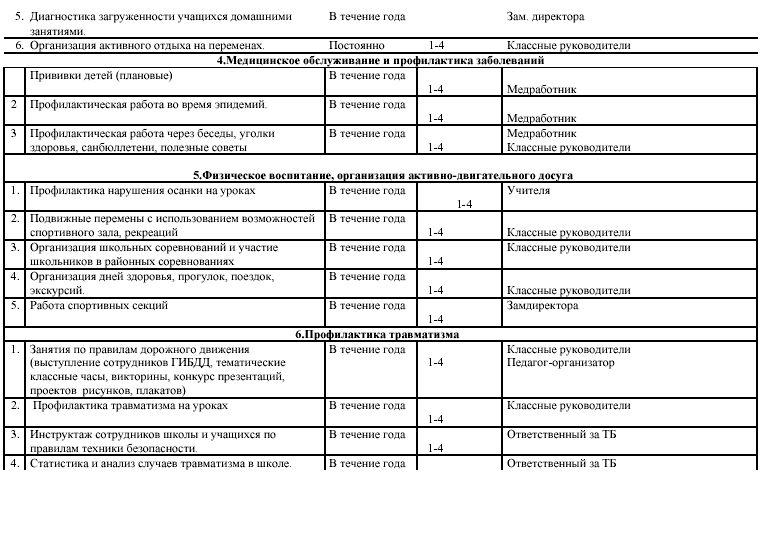 5. Диагностика загруженности учащихся домашними В течение года Зам. директора
занятиями.
6. Организация активного отдыха на переменах. Постоянно 1-4 Классные руководители
4.Медицинское обслуживание и профилактика заболеваний
Прививки детей (плановые) В течение года
1-4 Медработник
2 Профилактическая работа во время эпидемий. В течение года
1-4 Медработник
3 Профилактическая работа через беседы, уголки В течение года Медработник
здоровья, санбюллетени, полезные советы 1-4 Классные руководители
5.Физическое воспитание, организация активно-двигательного досуга
1. Профилактика нарушения осанки на уроках В течение года Учителя
1-4
2. Подвижные перемены с использованием возможностей В течение года
спортивного зала, рекреаций 1-4 Классные руководители
3. Организация школьных соревнований и участие В течение года Классные руководители
школьников в районных соревнованиях 1-4
4. Организация дней здоровья, прогулок, поездок, В течение года
экскурсий. 1-4 Классные руководители
5. Работа спортивных секций В течение года Замдиректора
1-4
6.Профилактика травматизма
1. Занятия по правилам дорожного движения В течение года Классные руководители
(выступление сотрудников ГИБДД, тематические 1-4 Педагог-организатор
классные часы, викторины, конкурс презентаций,
проектов рисунков, плакатов)
2. Профилактика травматизма на уроках В течение года Классные руководители
1-4
3. Инструктаж сотрудников школы и учащихся по В течение года Ответственный за ТБ
правилам техники безопасности. 1-4
4. Статистика и анализ случаев травматизма в школе. В течение года Ответственный за ТБ